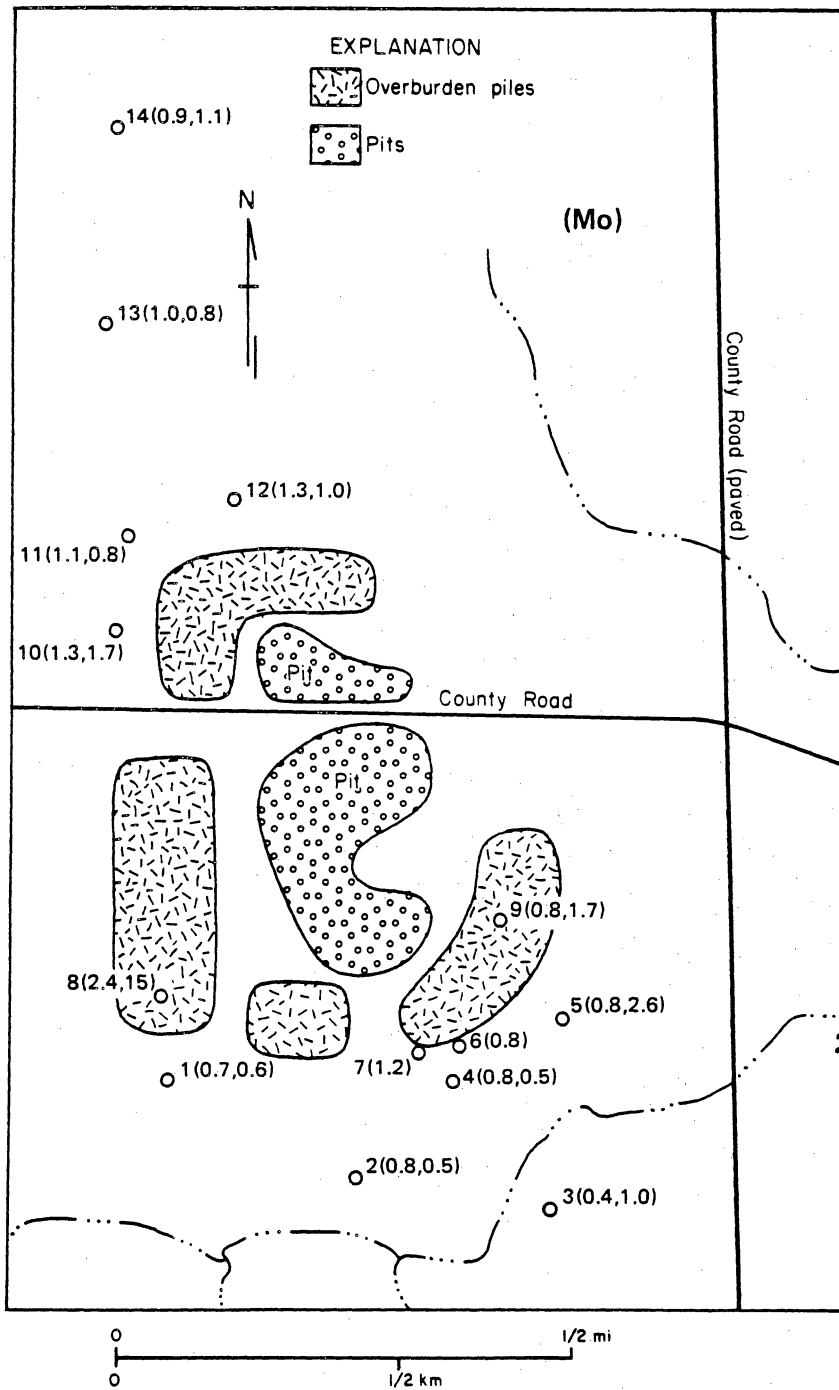 EXPLANATION
Overburden piles
Pits
14(0.9,1.1)
N
(Mo)
13(1.0,0.8)
County Road (paved)
12(1.3,1.0)
11(1.1,0.8)
10(1.3,1.7)
Pit
County Road
Pit
9(0.8,1.7)
8(2.4,15)
5(0.8,2.6)
6(0.8)
7(1.2)
1(0.7,0.6)
4(0.8,0.5)
2(0.8,0.5)
3(0.4,1.0)
0 1/2 mi
0 1/2 km